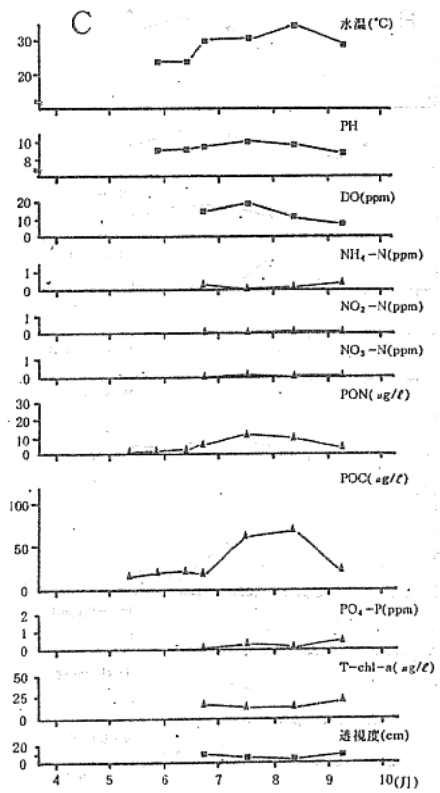 C
水温(°C)
30
20
PH
10
8
DO(ppm)
20
10
0
NH₄-N(ppm)
1
0
NO₂-N(ppm)
1
0
NO₃-N(ppm)
1
.0
PON(μg/ℓ)
30
20
10
0
POC(μg/ℓ)
100
50
0
PO₄-P(ppm)
2
1
0
T-chl-a(μg/ℓ)
50
25
0
透視度(cm)
20
0
4 5 6 7 8 9 10(月)